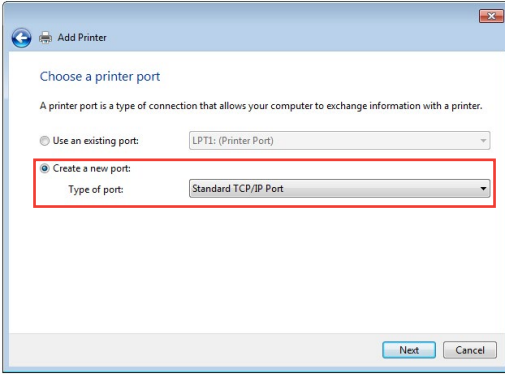 Add Printer
Choose a printer port
A printer port is a type of connection that allows your computer to exchange information with a printer.
Use an existing port: LPT1: (Printer Port)
Create a new port:
Type of port: Standard TCP/IP Port
Next Cancel